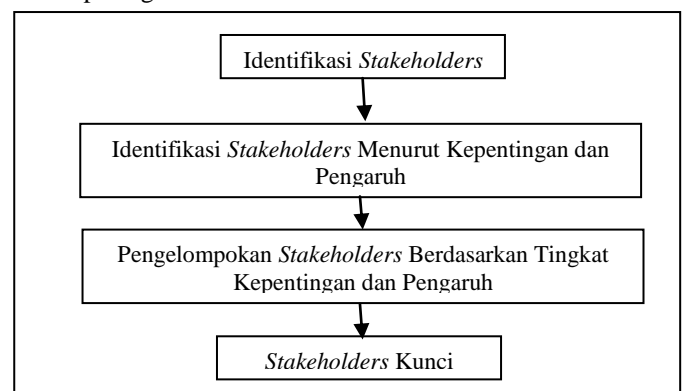 Identifikasi Stakeholders
Identifikasi Stakeholders Menurut Kepentingan dan
Pengaruh
Pengelompokan Stakeholders Berdasarkan Tingkat
Kepentingan dan Pengaruh
Stakeholders Kunci